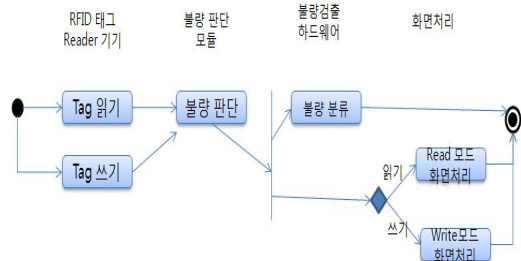 RFID 태그
Reader 기기
불량 판단
모듈
불량검출
하드웨어
화면처리
Tag 읽기
불량 판단
불량 분류
Tag 쓰기
읽기
Read 모드
화면처리
쓰기
Write모드
화면처리